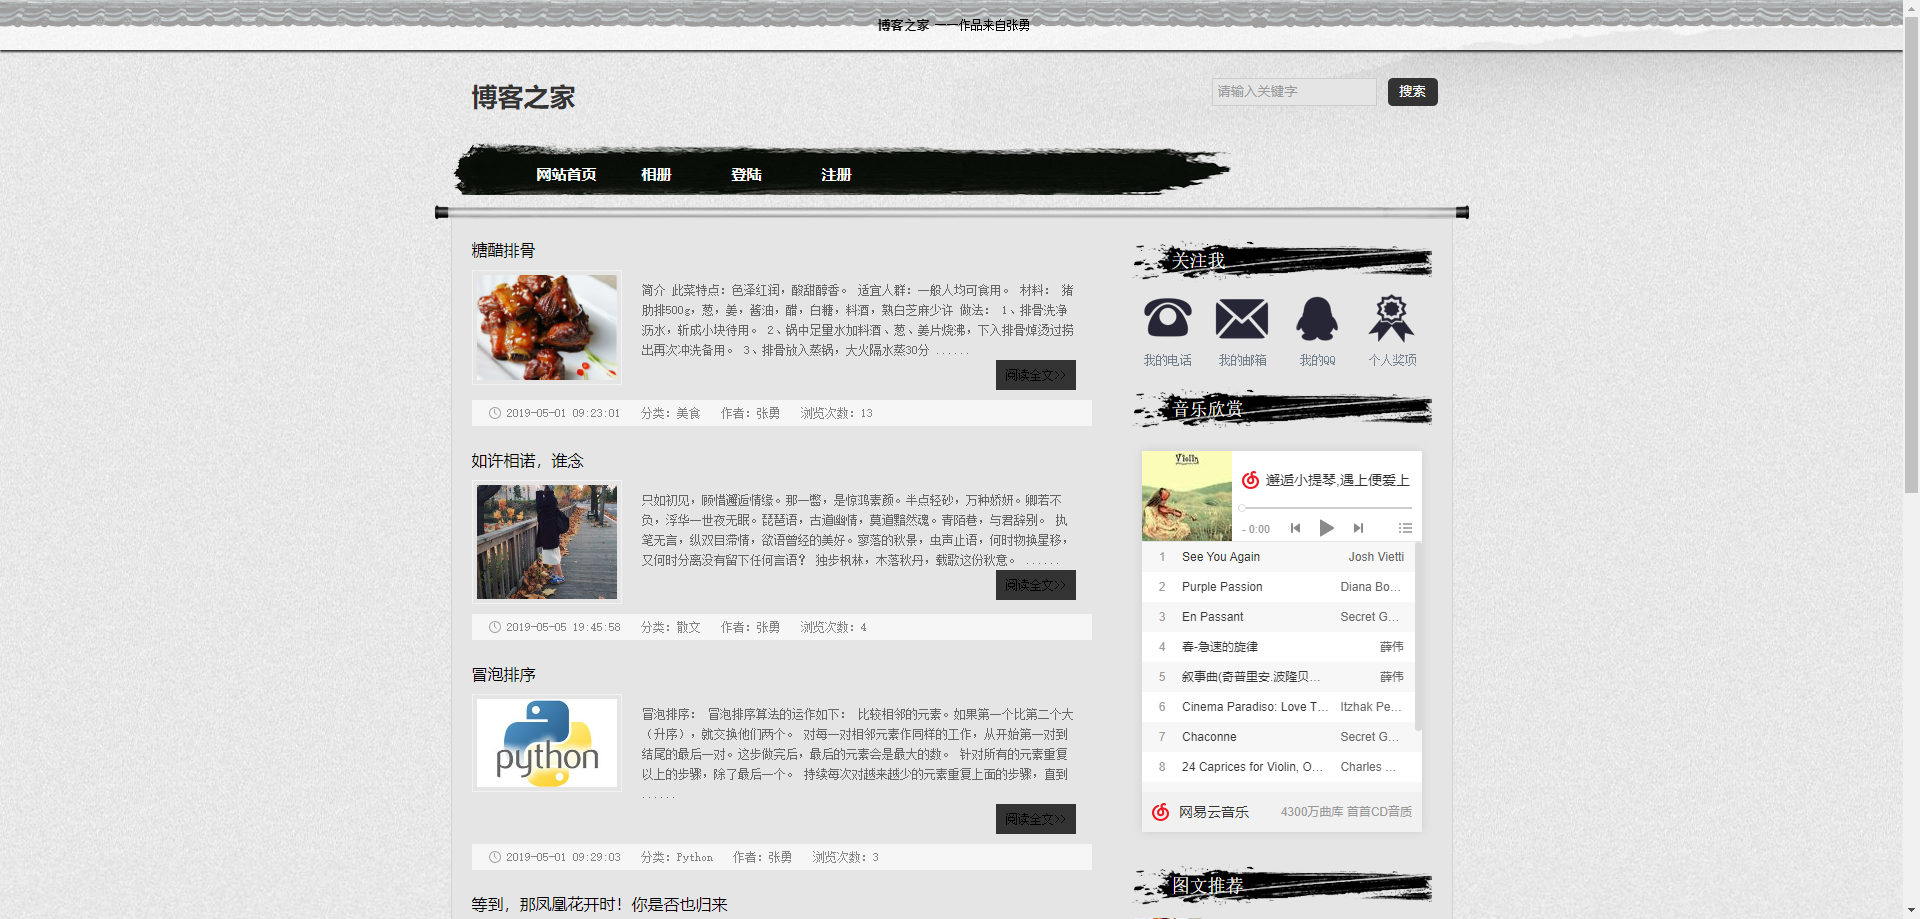 博客之家 一一作品来自张勇
博客之家
请输入关键字
搜索
网站首页 相册 登陆 注册
糖醋排骨
简介 此菜特点：色泽红润，酸甜醇香。 适宜人群：一般人均可食用。 材料： 猪
肋排500g，葱，姜，酱油，醋，白糖，料酒，熟白芝麻少许 做法： 1、排骨洗净
沥水，斩成小块待用。 2、锅中足量水加料酒、葱、姜片烧沸，下入排骨焯烫过捞
出再次冲洗备用。 3、排骨放入蒸锅，大火隔水蒸30分 ......
阅读全文>>
2019-05-01 09:23:01 分类：美食 作者：张勇 浏览次数：13
如许相诺，谁念
只如初见，顾惜邂逅情缘。那一瞥，是惊鸿素颜。半点轻砂，万种娇妍。卿若不
负，浮华一世夜无眠。琵琶语，古道幽情，莫道黯然魂。青陌巷，与君辞别。 执
笔无言，纵双目滞情，欲语曾经的美好。寥落的秋景，虫声止语，何时物换星移，
又何时分离没有留下任何言语？ 独步枫林，木落秋丹，载歌这份秋意。 ......
阅读全文>>
2019-05-05 19:45:58 分类：散文 作者：张勇 浏览次数：4
冒泡排序
python
冒泡排序： 冒泡排序算法的运作如下： 比较相邻的元素。如果第一个比第二个大
（升序），就交换他们两个。 对每一对相邻元素作同样的工作，从开始第一对到
结尾的最后一对。这步做完后，最后的元素会是最大的数。 针对所有的元素重复
以上的步骤，除了最后一个。 持续每次对越来越少的元素重复上面的步骤，直到
......
阅读全文>>
2019-05-01 09:29:03 分类：Python 作者：张勇 浏览次数：3
等到，那凤凰花开时！你是否也归来
关注我
我的电话 我的邮箱 我的QQ 个人奖项
音乐欣赏
Violin
邂逅小提琴,遇上便爱上
- 0:00
1 See You Again Josh Vietti
2 Purple Passion Diana Bo...
3 En Passant Secret G...
4 春-急速的旋律 薛伟
5 叙事曲(奇普里安.波隆贝... 薛伟
6 Cinema Paradiso: Love T... Itzhak Pe...
7 Chaconne Secret G...
8 24 Caprices for Violin, O... Charles ...
网易云音乐 4300万曲库 首首CD音质
图文推荐